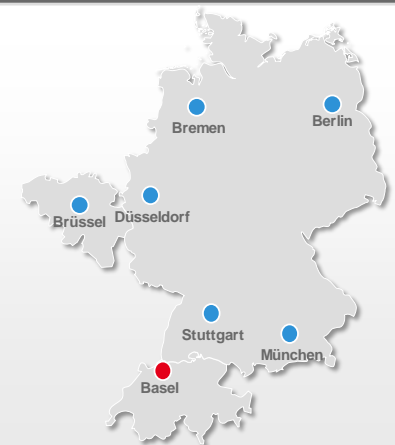 Bremen
Berlin
Brüssel
Düsseldorf
Stuttgart
München
Basel